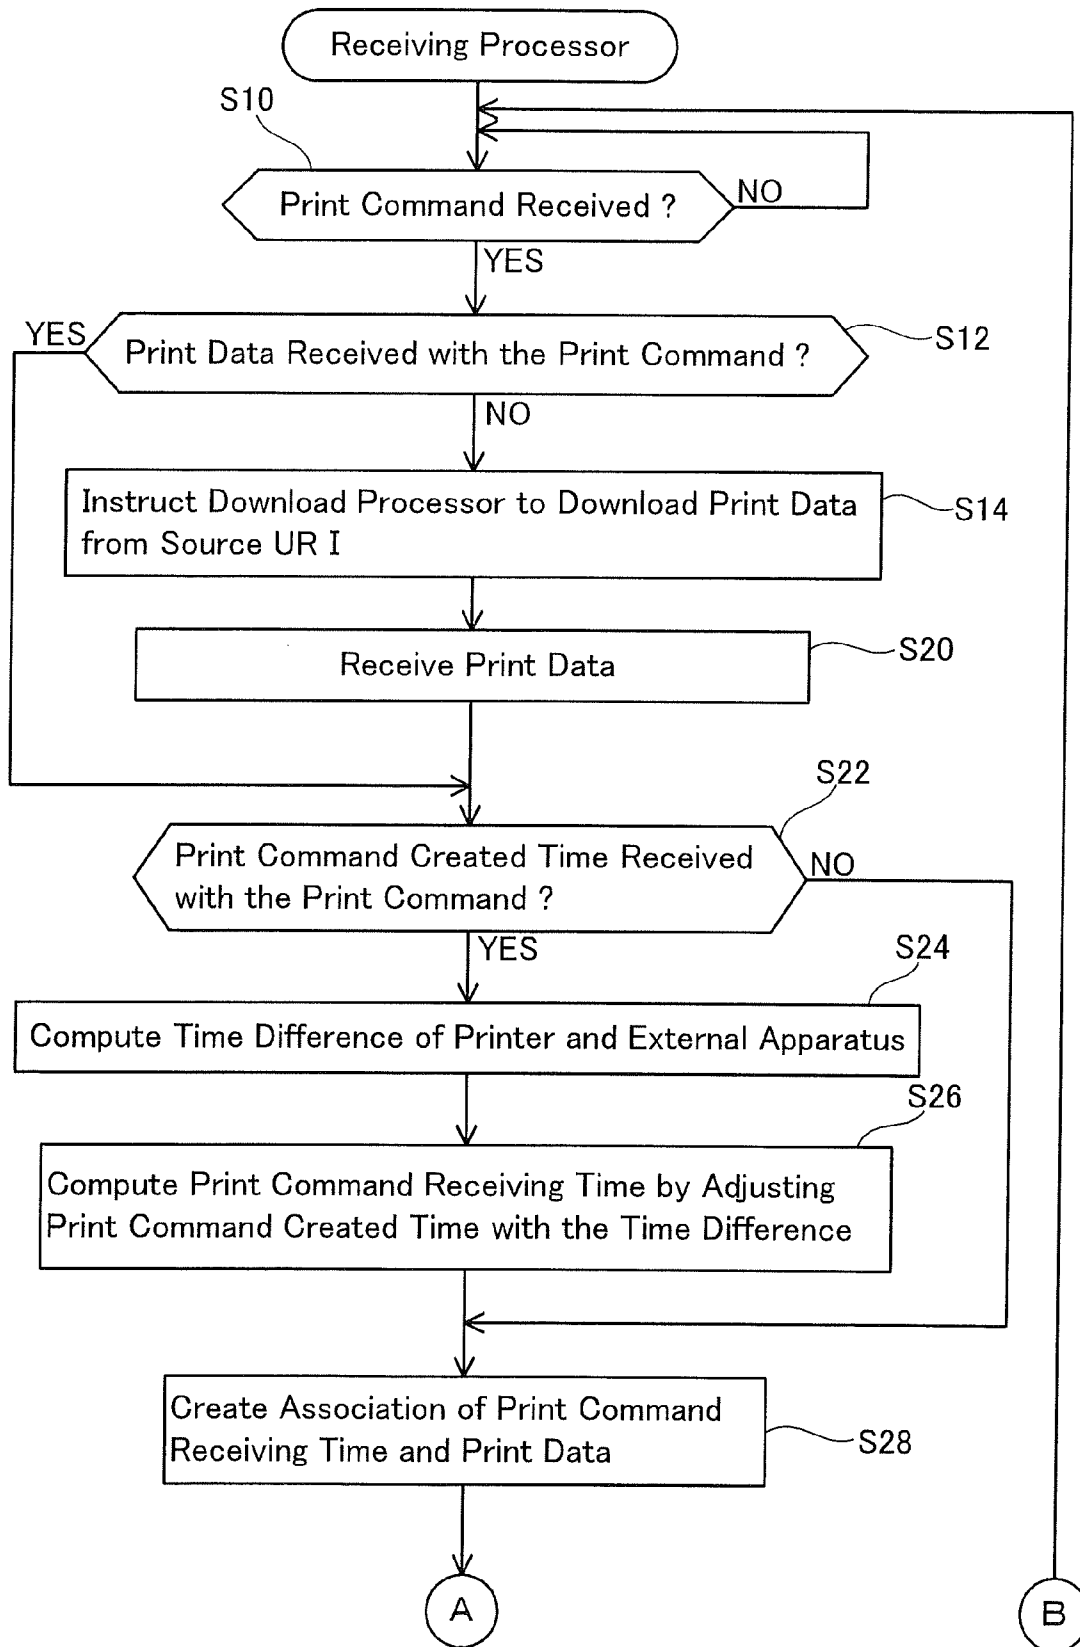 Receiving Processor
S10
Print Command Received ?
NO
YES
YES
Print Data Received with the Print Command ?
S12
NO
Instruct Download Processor to Download Print Data
from Source UR I
S14
Receive Print Data
S20
S22
Print Command Created Time Received
with the Print Command ?
NO
YES
S24
Compute Time Difference of Printer and External Apparatus
S26
Compute Print Command Receiving Time by Adjusting
Print Command Created Time with the Time Difference
Create Association of Print Command
Receiving Time and Print Data
S28
A
B